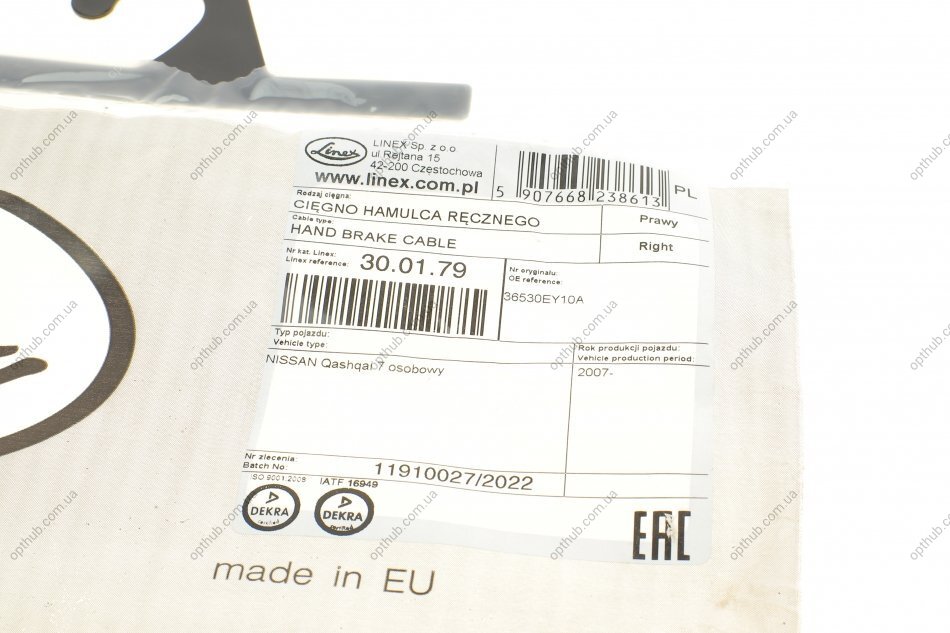 Linex
LINEX Sp. z o.o.
ul Rejtana 15
42-200 Częstochowa
www.linex.com.pl
5 907668 238613
PL
Rodzaj cięgna:
CIĘGNO HAMULCA RĘCZNEGO
Prawy
Cable type:
HAND BRAKE CABLE
Right
Nr kat. Linex:
Linex reference:
30.01.79
Nr oryginału:
OE reference:
36530EY10A
Typ pojazdu:
Vehicle type:
Rok produkcji pojazdu:
Vehicle production period:
NISSAN Qashqai 7 osobowy
2007-
Nr zlecenia:
Batch No:
11910027/2022
ISO 9001:2008
IATF 16949
DEKRA
certified
DEKRA
certified
EAC
made in EU
opthub.com.ua